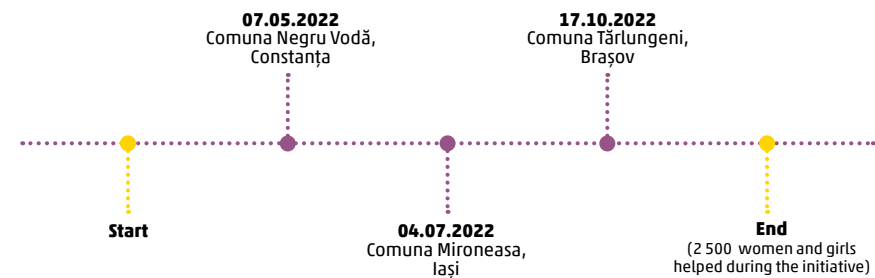 07.05.2022
Comuna Negru Vodă,
Constanța
17.10.2022
Comuna Tărlungeni,
Brașov
Start
04.07.2022
Comuna Mironeasa,
Iași
End
(2 500 women and girls
helped during the initiative)